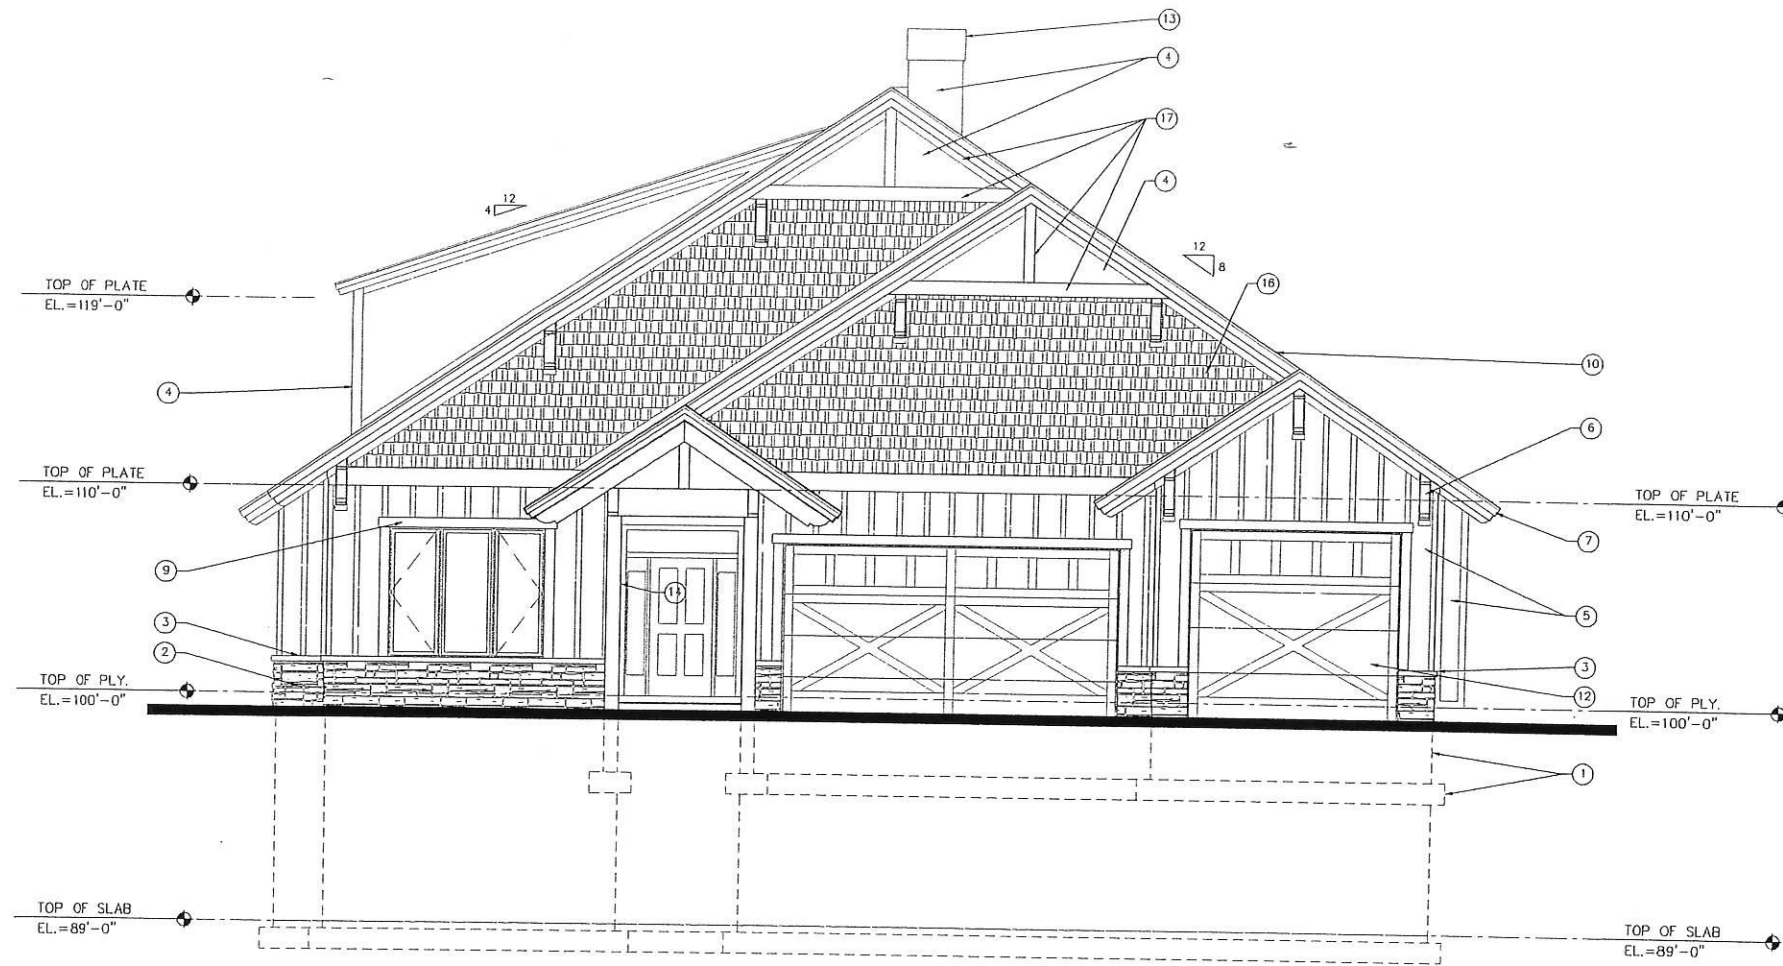 13
4
17
4
12
4
12
8
16
TOP OF PLATE
EL.=119'-0"
10
4
6
TOP OF PLATE
EL.=110'-0"
TOP OF PLATE
EL.=110'-0"
7
9
14
5
3
2
3
12
TOP OF PLY.
EL.=100'-0"
TOP OF PLY.
EL.=100'-0"
1
TOP OF SLAB
EL.=89'-0"
TOP OF SLAB
EL.=89'-0"